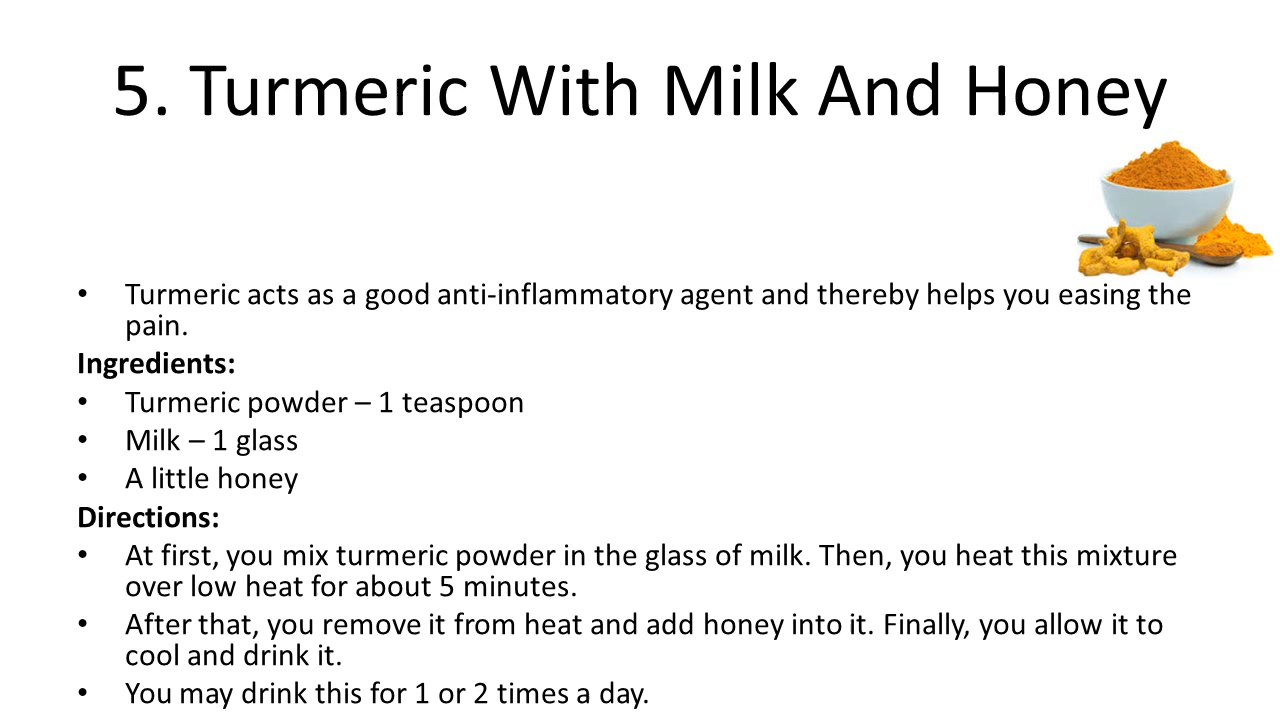 5. Turmeric With Milk And Honey
• Turmeric acts as a good anti-inflammatory agent and thereby helps you easing the
pain.
Ingredients:
• Turmeric powder – 1 teaspoon
• Milk – 1 glass
• A little honey
Directions:
• At first, you mix turmeric powder in the glass of milk. Then, you heat this mixture
over low heat for about 5 minutes.
• After that, you remove it from heat and add honey into it. Finally, you allow it to
cool and drink it.
• You may drink this for 1 or 2 times a day.